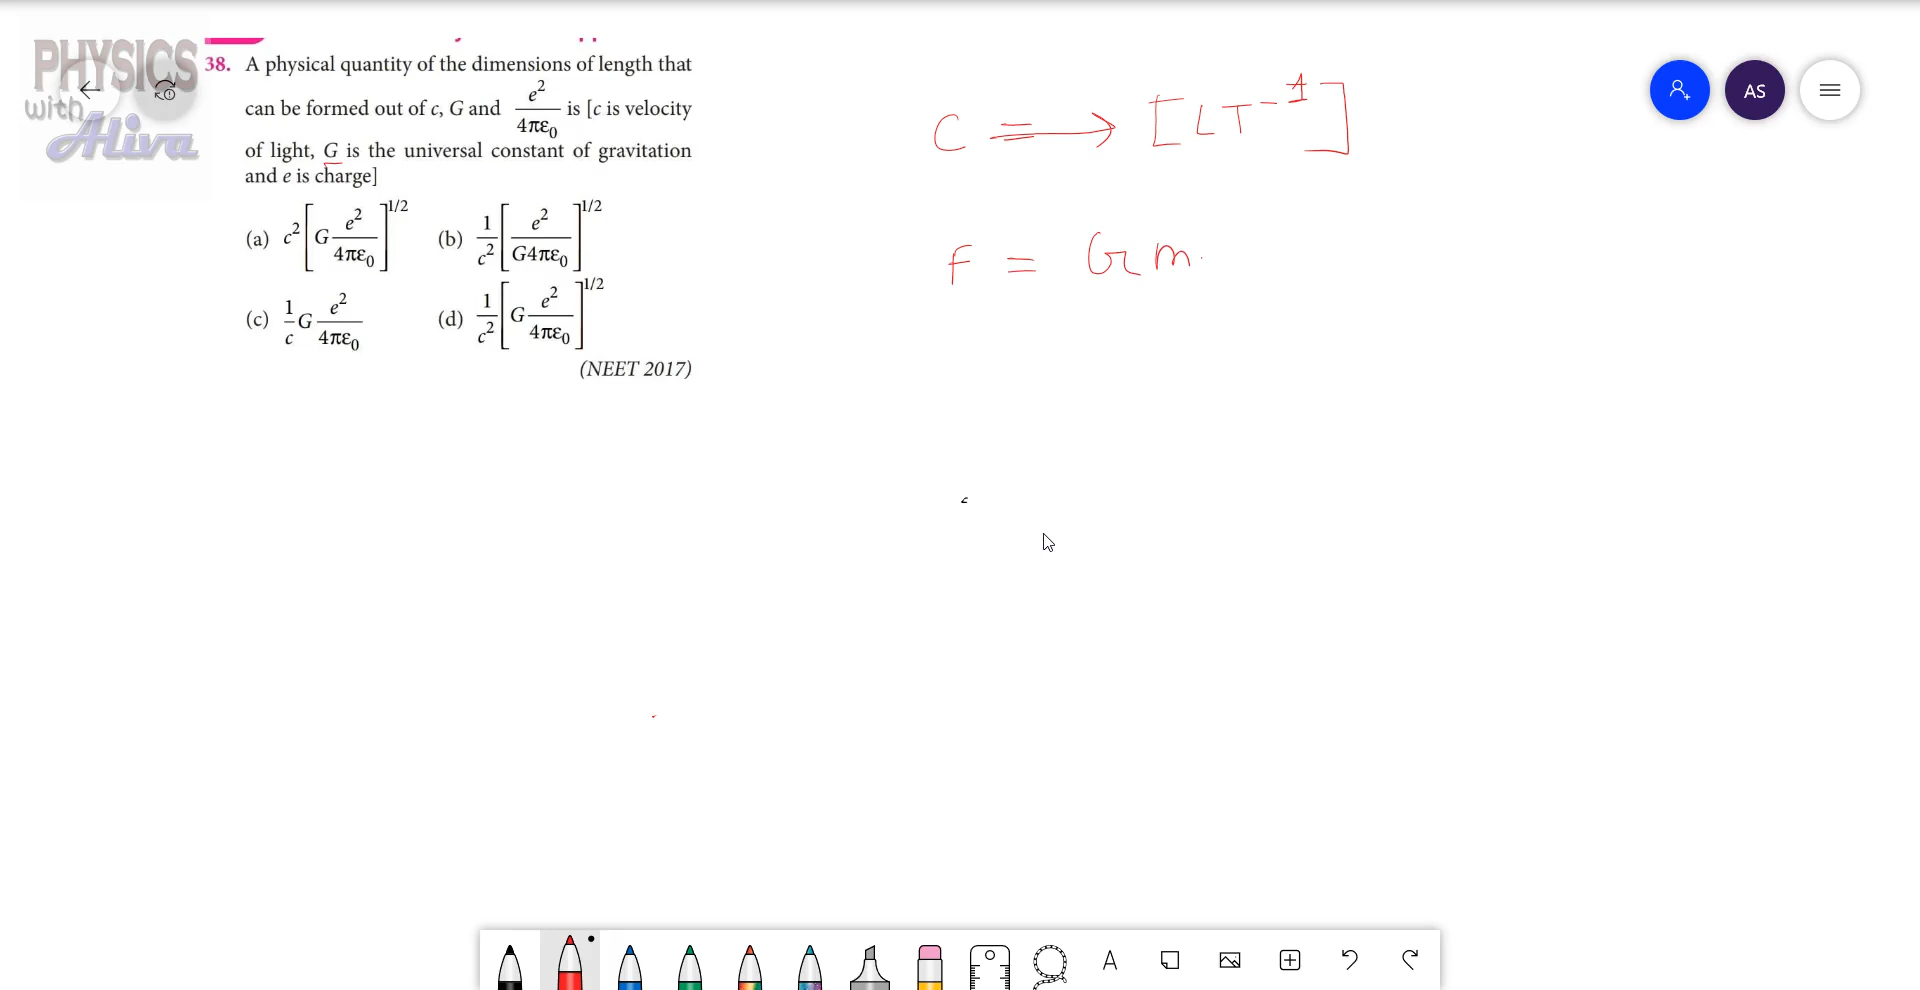 PHYSICS
with
Aliva
38. A physical quantity of the dimensions of length that
can be formed out of c, G and e²/4πε₀ is [c is velocity
of light, G is the universal constant of gravitation
and e is charge]
(a) c²[G e²/4πε₀]^1/2 (b) 1/c² [e²/G4πε₀]^1/2
(c) 1/c G e²/4πε₀ (d) 1/c² [G e²/4πε₀]^1/2
(NEET 2017)
C ⟶ [LT⁻¹]
F = Gm
AS
A